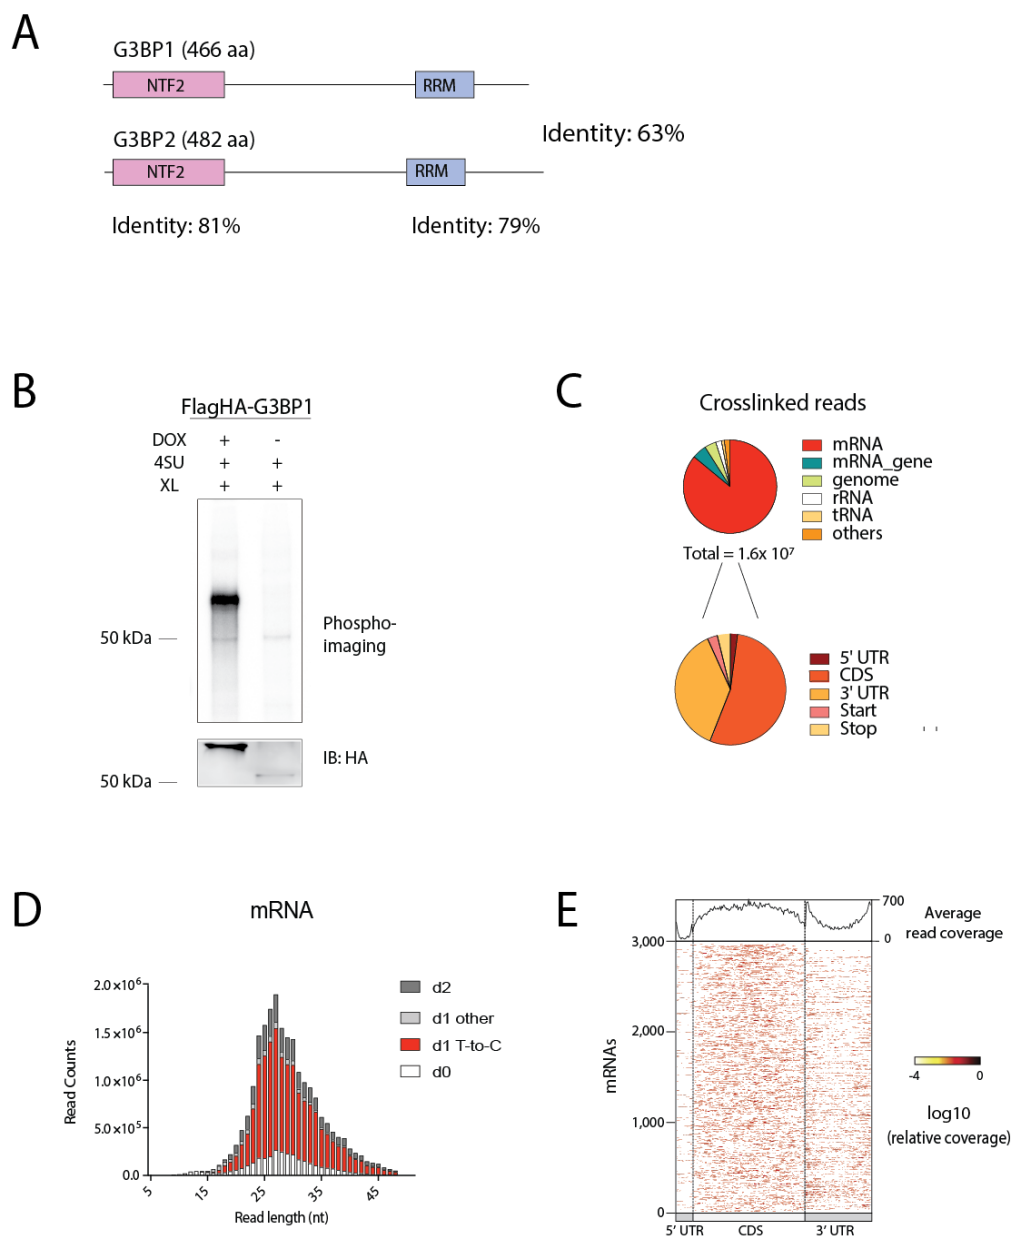 A
G3BP1 (466 aa)
NTF2
RRM
G3BP2 (482 aa)
Identity: 63%
NTF2
RRM
Identity: 81%
Identity: 79%
B
FlagHA-G3BP1
DOX + -
4SU + +
XL + +
50 kDa
Phospho-
imaging
IB: HA
50 kDa
C
Crosslinked reads
mRNA
mRNA_gene
genome
rRNA
tRNA
others
Total = 1.6x 10⁷
5' UTR
CDS
3' UTR
Start
Stop
D
mRNA
2.0×10⁶
1.5×10⁶
1.0×10⁶
5.0×10⁵
0.0
Read Counts
5 15 25 35 45
Read length (nt)
d2
d1 other
d1 T-to-C
d0
E
700
0
Average
read coverage
3,000
2,000
1,000
0
mRNAs
5' UTR CDS 3' UTR
-4 0
log10
(relative coverage)